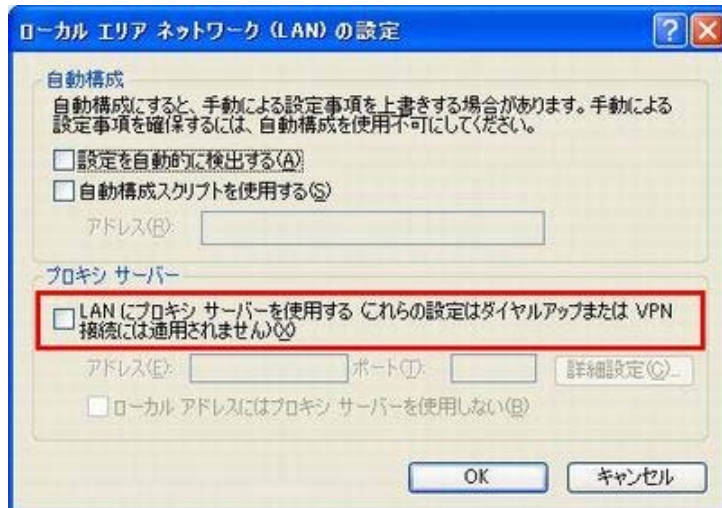 ローカル エリア ネットワーク (LAN) の設定
自動構成
自動構成にすると、手動による設定事項を上書きする場合があります。手動による
設定事項を確保するには、自動構成を使用不可にしてください。
設定を自動的に検出する(A)
自動構成スクリプトを使用する(S)
アドレス(R):
プロキシ サーバー
LAN にプロキシ サーバーを使用する (これらの設定はダイヤルアップまたは VPN
接続には適用されません)(X)
アドレス(E): ポート(T): 詳細設定(C)...
ローカル アドレスにはプロキシ サーバーを使用しない(B)
OK キャンセル